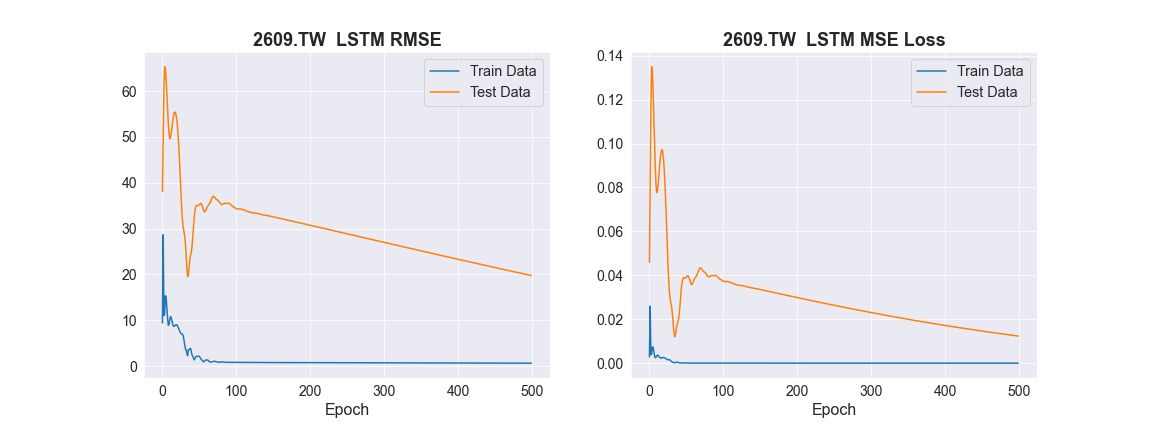 2609.TW  LSTM RMSE
Train Data
Test Data
60
50
40
30
20
10
0
0 100 200 300 400 500
Epoch
2609.TW  LSTM MSE Loss
Train Data
Test Data
0.14
0.12
0.10
0.08
0.06
0.04
0.02
0.00
0 100 200 300 400 500
Epoch